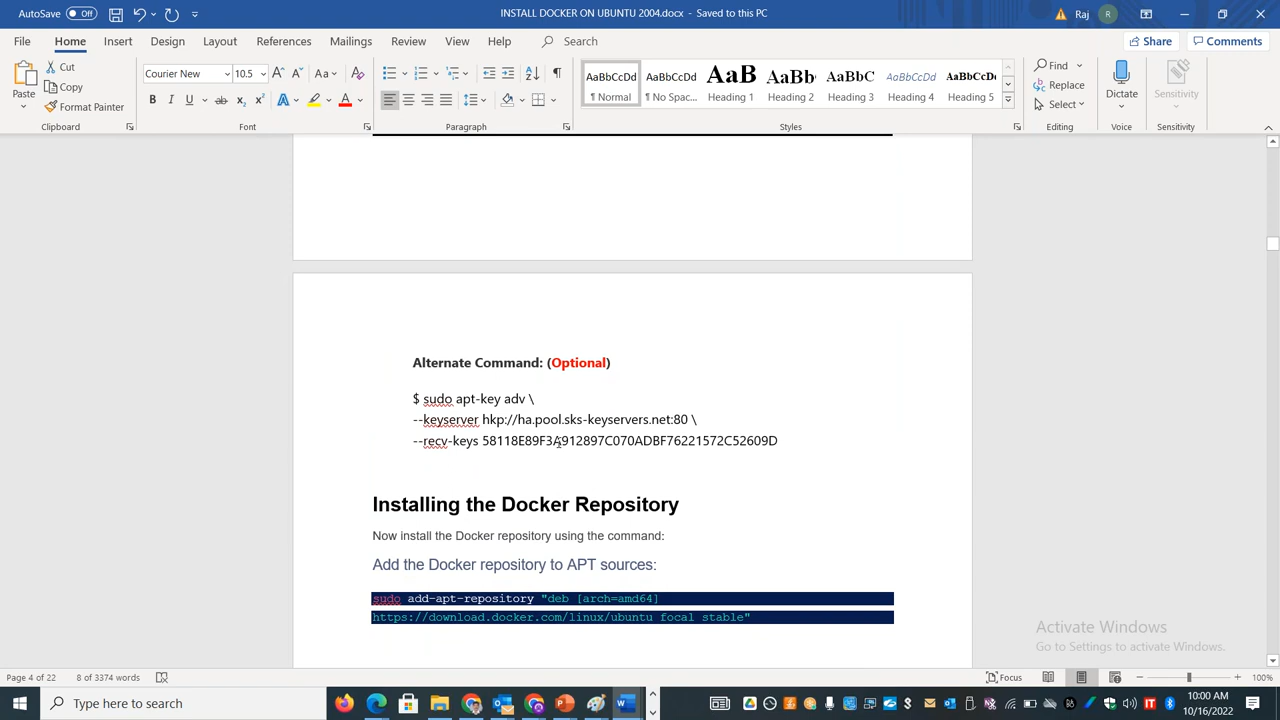 AutoSave Off
INSTALL DOCKER ON UBUNTU 2004.docx - Saved to this PC
Raj R
File Home Insert Design Layout References Mailings Review View Help Search
Share Comments
Paste
Cut
Copy
Format Painter
Clipboard
Courier New 10.5
Font
Paragraph
AaBbCcDd AaBbCcDd AaB AaBb AaBbC AaBbCcDd AaBbCcDc
¶ Normal ¶ No Spac... Heading 1 Heading 2 Heading 3 Heading 4 Heading 5
Styles
Find
Replace
Select
Editing
Dictate
Voice
Sensitivity
Sensitivity
Alternate Command: (Optional)
$ sudo apt-key adv \
--keyserver hkp://ha.pool.sks-keyservers.net:80 \
--recv-keys 58118E89F3A912897C070ADBF76221572C52609D
Installing the Docker Repository
Now install the Docker repository using the command:
Add the Docker repository to APT sources:
sudo add-apt-repository "deb [arch=amd64]
https://download.docker.com/linux/ubuntu focal stable"
Activate Windows
Go to Settings to activate Windows.
Page 4 of 22 8 of 3374 words
Focus
100%
Type here to search
10:00 AM
10/16/2022